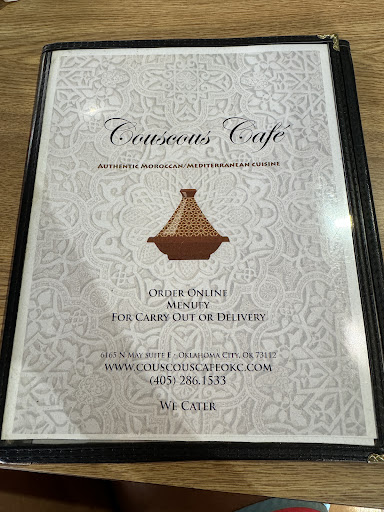 Couscous Café
Authentic Moroccan/Mediterranean cuisine
Order Online
Menufy
For Carry Out or Delivery
6165 N May suite E - Oklahoma City, Ok 73112
www.couscouscafeokc.com
(405) 286.1533
We Cater